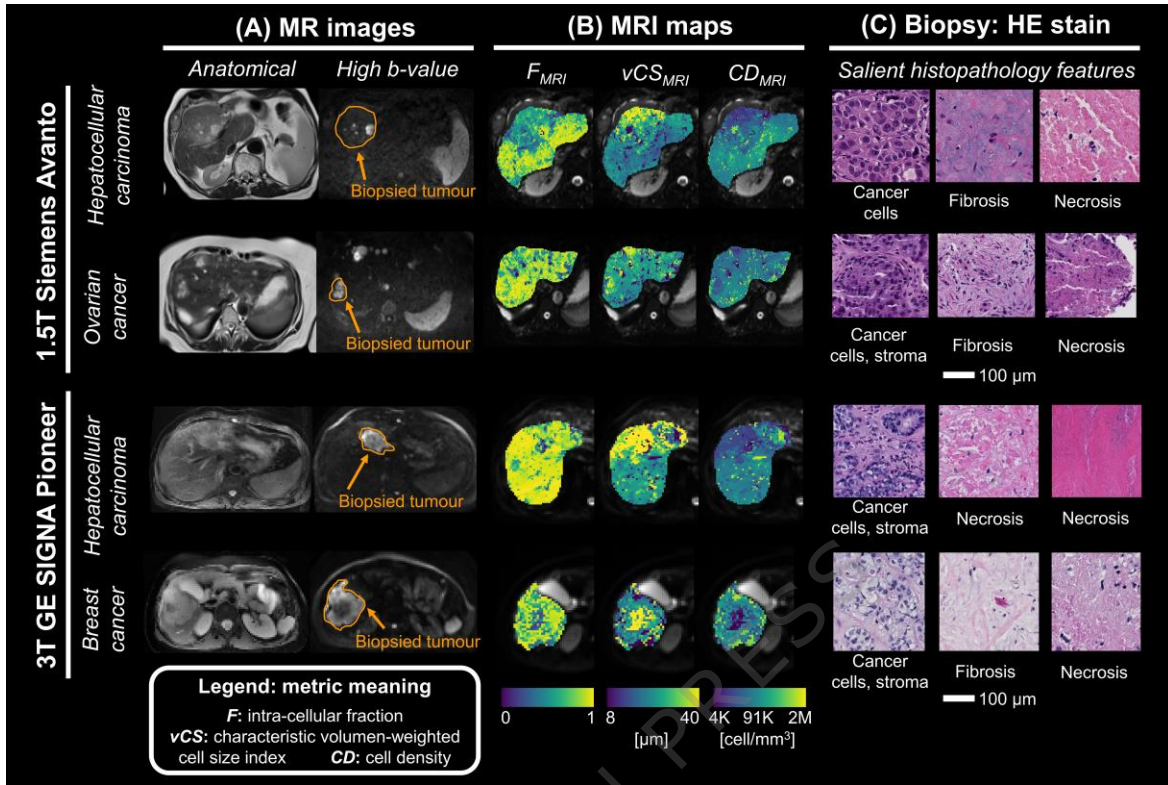 (A) MR images
(B) MRI maps
(C) Biopsy: HE stain
Anatomical
High b-value
F_MRI
vCS_MRI
CD_MRI
Salient histopathology features
1.5T Siemens Avanto
Hepatocellular
carcinoma
Biopsied tumour
Cancer
cells
Fibrosis
Necrosis
Ovarian
cancer
Biopsied tumour
Cancer
cells, stroma
Fibrosis
Necrosis
100 µm
3T GE SIGNA Pioneer
Hepatocellular
carcinoma
Biopsied tumour
Cancer
cells, stroma
Necrosis
Necrosis
Breast
cancer
Biopsied tumour
Cancer
cells, stroma
Fibrosis
Necrosis
100 µm
Legend: metric meaning
F: intra-cellular fraction
vCS: characteristic volumen-weighted
cell size index CD: cell density
0 1
8 40
[µm]
4K 91K 2M
[cell/mm³]
PRESS